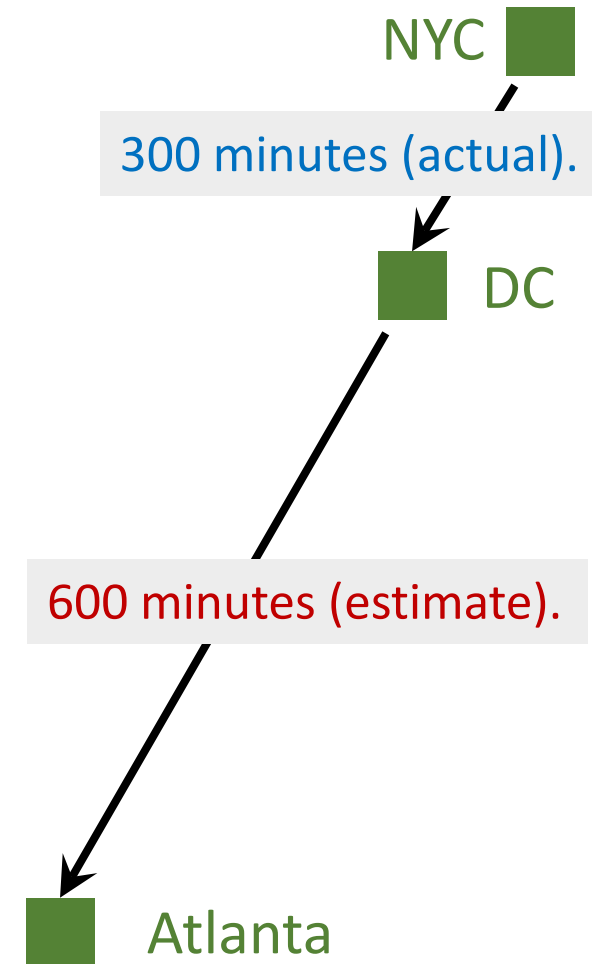 NYC
300 minutes (actual).
DC
600 minutes (estimate).
Atlanta